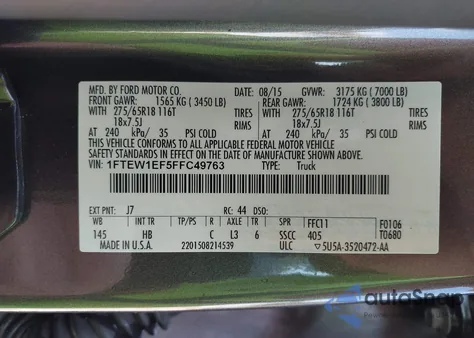 MFD. BY FORD MOTOR CO. 08/15 GVWR: 3175 KG ( 7000 LB)
FRONT GAWR: 1565 KG ( 3450 LB) REAR GAWR: 1724 KG ( 3800 LB)
WITH TIRES WITH TIRES
275/65R18 116T 275/65R18 116T
18x7.5J RIMS 18x7.5J RIMS
AT 240 kPa/ 35 PSI COLD AT 240 kPa/ 35 PSI COLD
THIS VEHICLE CONFORMS TO ALL APPLICABLE FEDERAL MOTOR VEHICLE
SAFETY STANDARDS IN EFFECT ON THE DATE OF MANUFACTURE SHOWN ABOVE.
VIN: 1FTEW1EF5FFC49763 TYPE: Truck
EXT PNT: J7 RC: 44 DSO:
WB INT TR TP/PS R AXLE TR SPR FFC11 F0106
145 HB C L3 6 SSCC 405 T0680
MADE IN U.S.A. 2201508214539 ULC 5U5A-3520472-AA
autoSnap